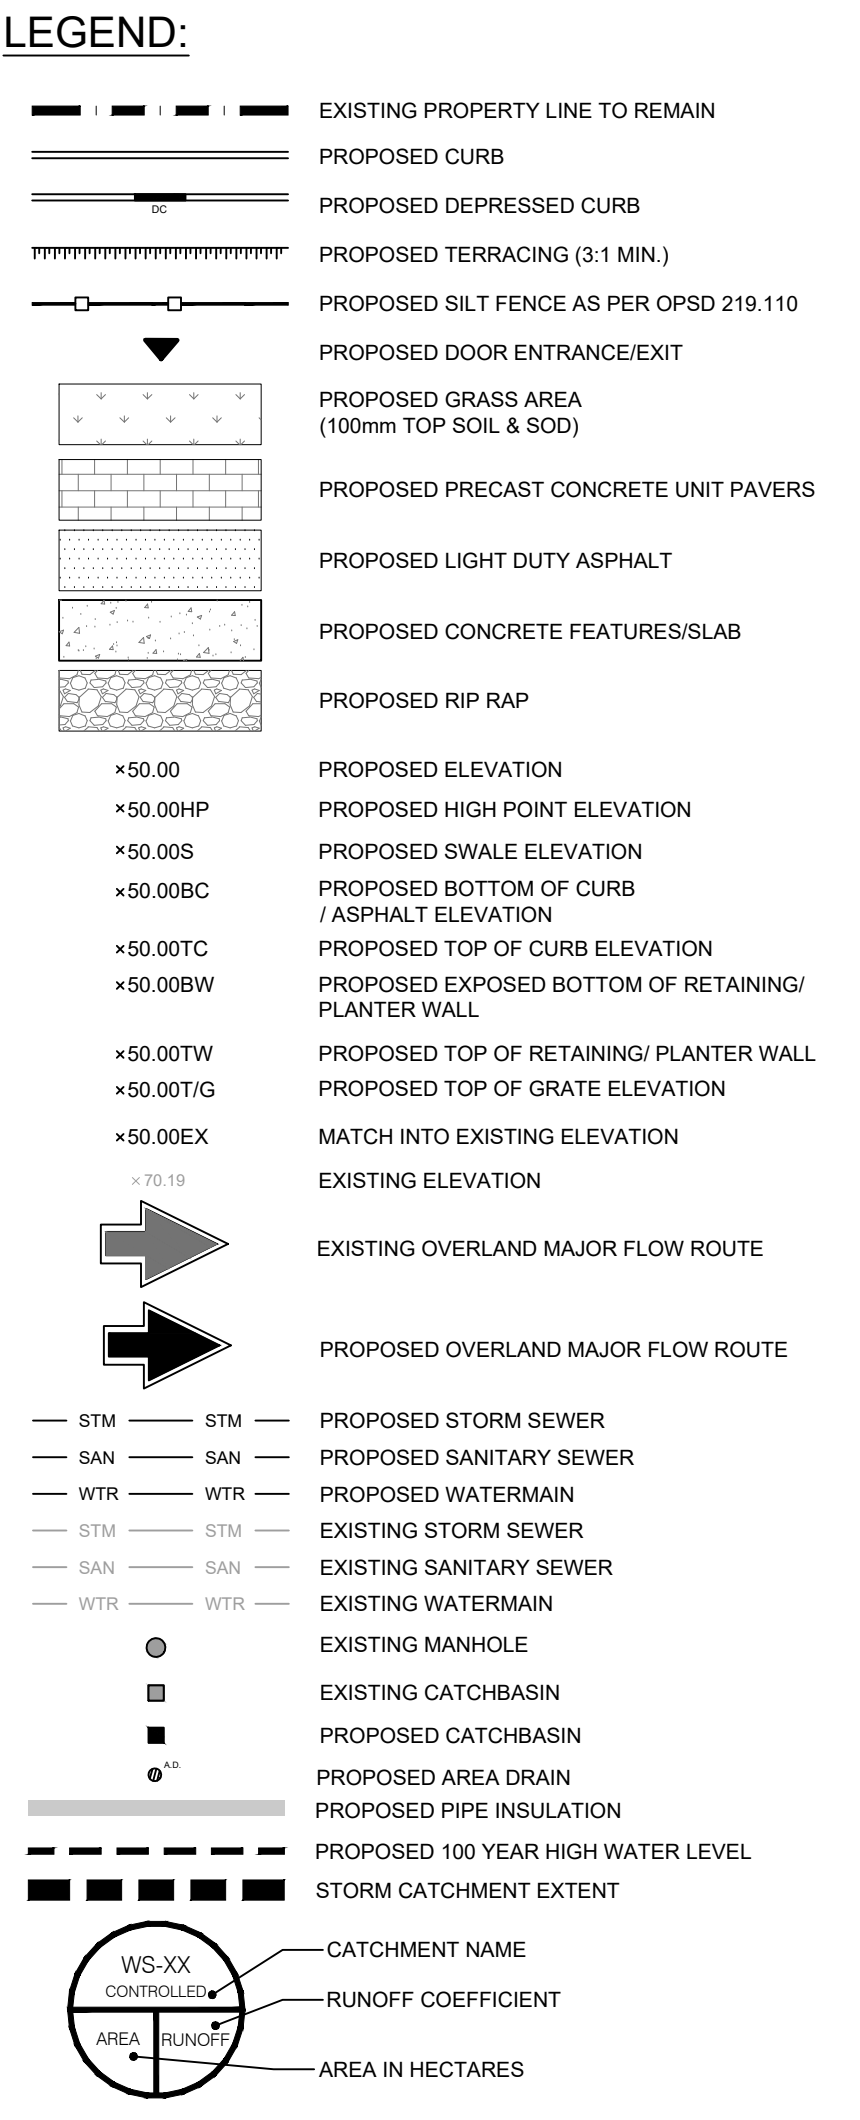 LEGEND:
EXISTING PROPERTY LINE TO REMAIN
PROPOSED CURB
DC
PROPOSED DEPRESSED CURB
PROPOSED TERRACING (3:1 MIN.)
PROPOSED SILT FENCE AS PER OPSD 219.110
PROPOSED DOOR ENTRANCE/EXIT
PROPOSED GRASS AREA
(100mm TOP SOIL & SOD)
PROPOSED PRECAST CONCRETE UNIT PAVERS
PROPOSED LIGHT DUTY ASPHALT
PROPOSED CONCRETE FEATURES/SLAB
PROPOSED RIP RAP
×50.00 PROPOSED ELEVATION
×50.00HP PROPOSED HIGH POINT ELEVATION
×50.00S PROPOSED SWALE ELEVATION
×50.00BC PROPOSED BOTTOM OF CURB
/ ASPHALT ELEVATION
×50.00TC PROPOSED TOP OF CURB ELEVATION
×50.00BW PROPOSED EXPOSED BOTTOM OF RETAINING/
PLANTER WALL
×50.00TW PROPOSED TOP OF RETAINING/ PLANTER WALL
×50.00T/G PROPOSED TOP OF GRATE ELEVATION
×50.00EX MATCH INTO EXISTING ELEVATION
×70.19 EXISTING ELEVATION
EXISTING OVERLAND MAJOR FLOW ROUTE
PROPOSED OVERLAND MAJOR FLOW ROUTE
STM STM PROPOSED STORM SEWER
SAN SAN PROPOSED SANITARY SEWER
WTR WTR PROPOSED WATERMAIN
STM STM EXISTING STORM SEWER
SAN SAN EXISTING SANITARY SEWER
WTR WTR EXISTING WATERMAIN
EXISTING MANHOLE
EXISTING CATCHBASIN
PROPOSED CATCHBASIN
A.D. PROPOSED AREA DRAIN
PROPOSED PIPE INSULATION
PROPOSED 100 YEAR HIGH WATER LEVEL
STORM CATCHMENT EXTENT
WS-XX CATCHMENT NAME
CONTROLLED
RUNOFF COEFFICIENT
AREA RUNOFF
AREA IN HECTARES